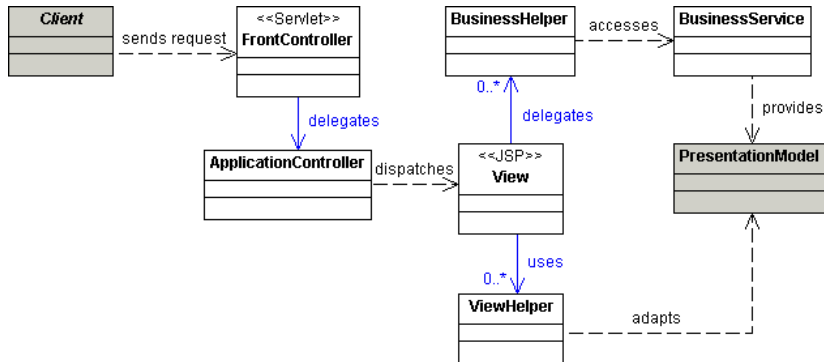 Client
sends request
<<Servlet>>
FrontController
BusinessHelper
accesses
BusinessService
0..*
delegates
delegates
provides
ApplicationController
dispatches
<<JSP>>
View
PresentationModel
uses
0..*
ViewHelper
adapts